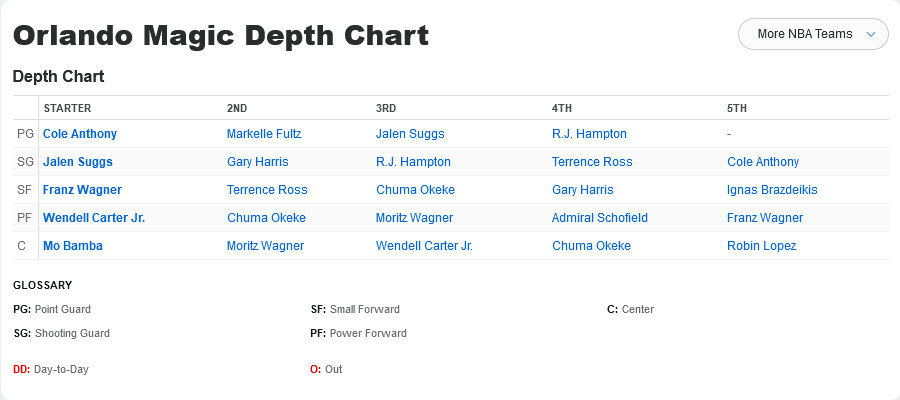 Orlando Magic Depth Chart
More NBA Teams
Depth Chart
STARTER 2ND 3RD 4TH 5TH
PG Cole Anthony Markelle Fultz Jalen Suggs R.J. Hampton -
SG Jalen Suggs Gary Harris R.J. Hampton Terrence Ross Cole Anthony
SF Franz Wagner Terrence Ross Chuma Okeke Gary Harris Ignas Brazdeikis
PF Wendell Carter Jr. Chuma Okeke Moritz Wagner Admiral Schofield Franz Wagner
C Mo Bamba Moritz Wagner Wendell Carter Jr. Chuma Okeke Robin Lopez
GLOSSARY
PG: Point Guard SF: Small Forward C: Center
SG: Shooting Guard PF: Power Forward
DD: Day-to-Day O: Out